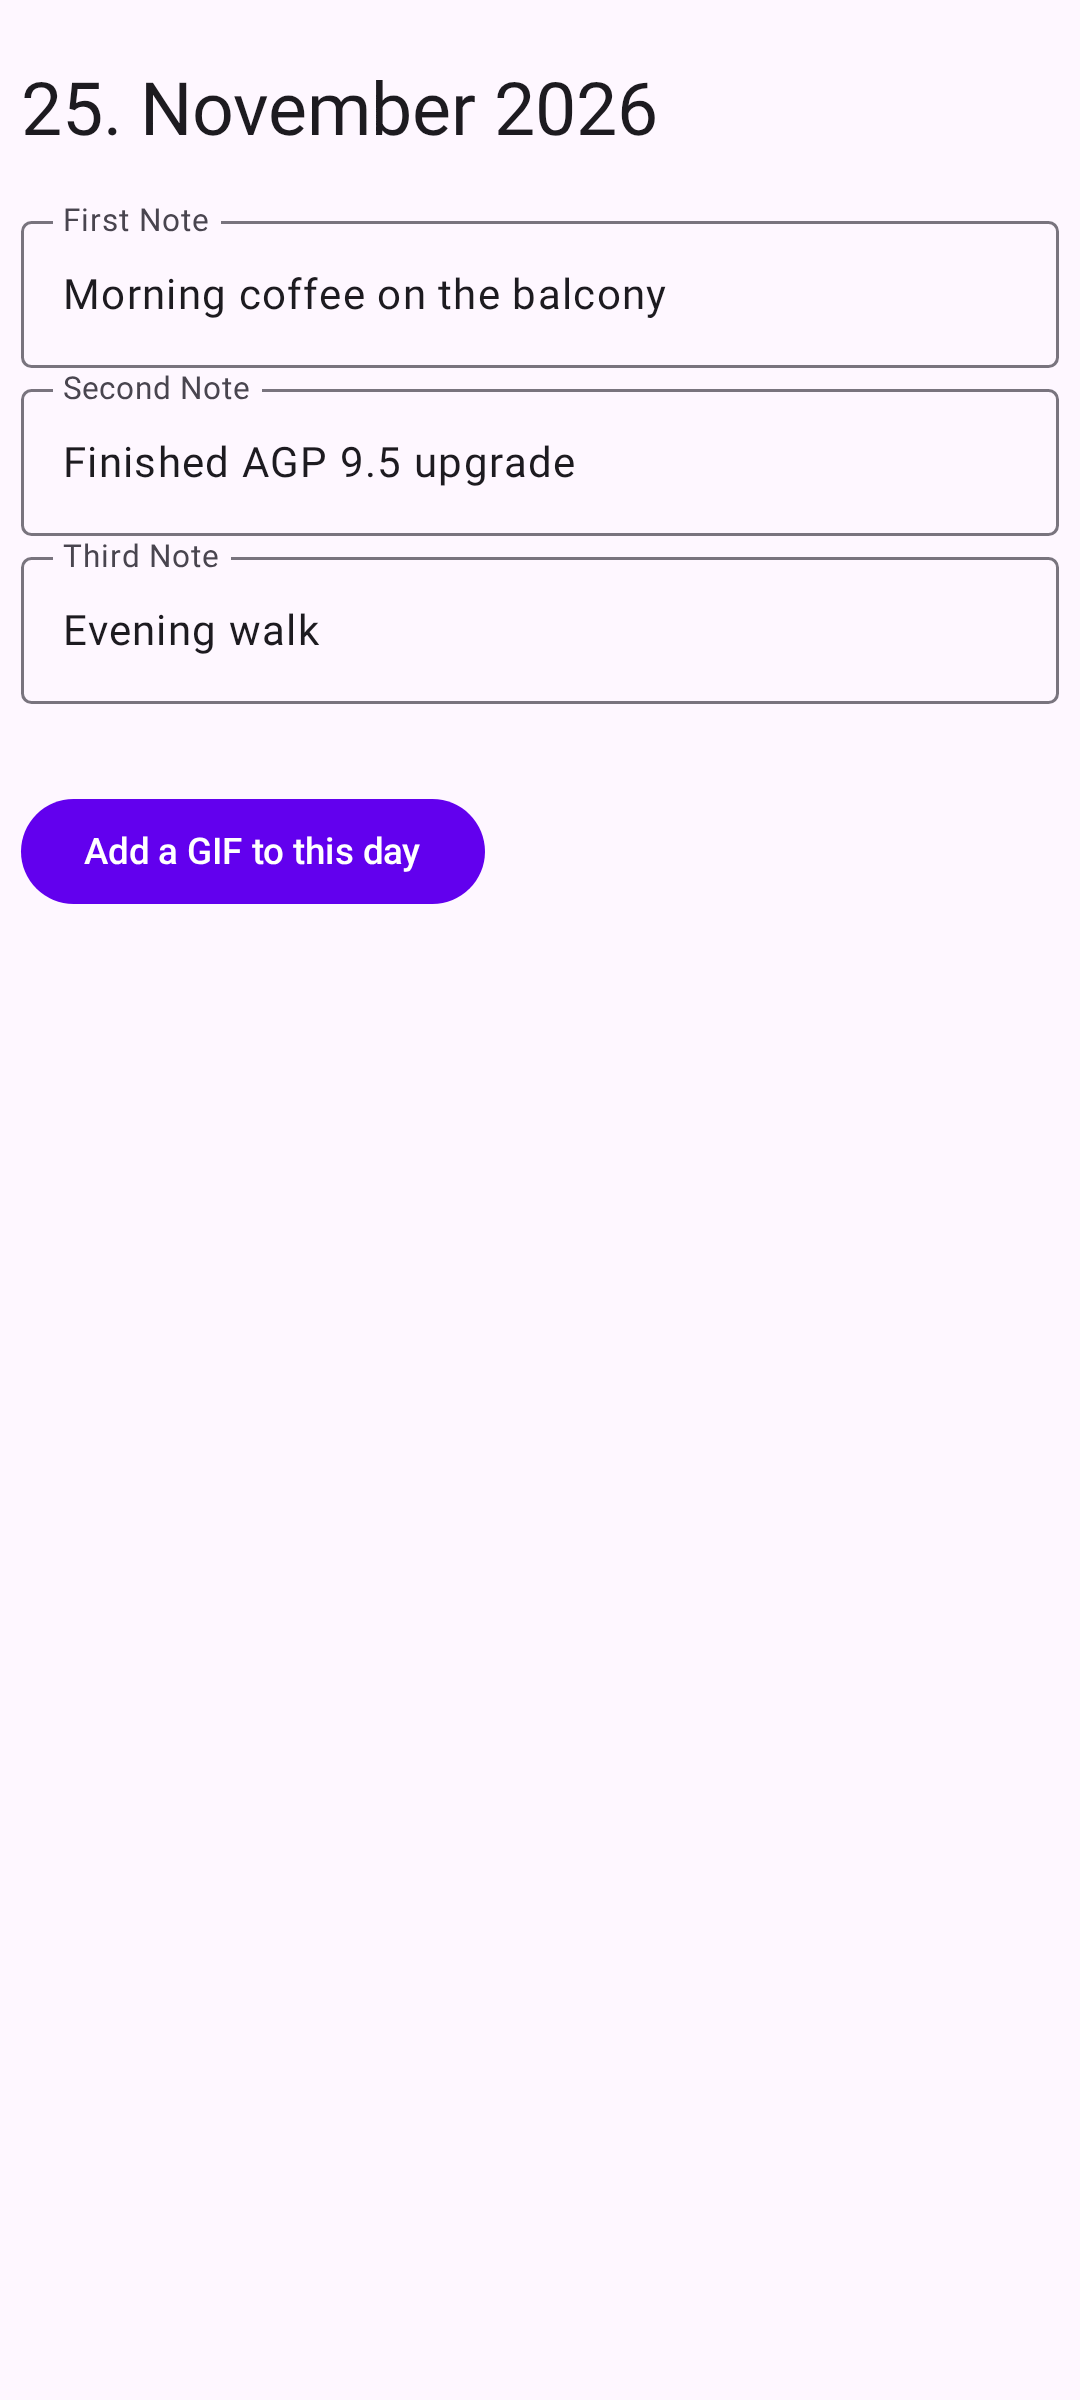 25. November 2026
First Note
Morning coffee on the balcony
Second Note
Finished AGP 9.5 upgrade
Third Note
Evening walk
Add a GIF to this day